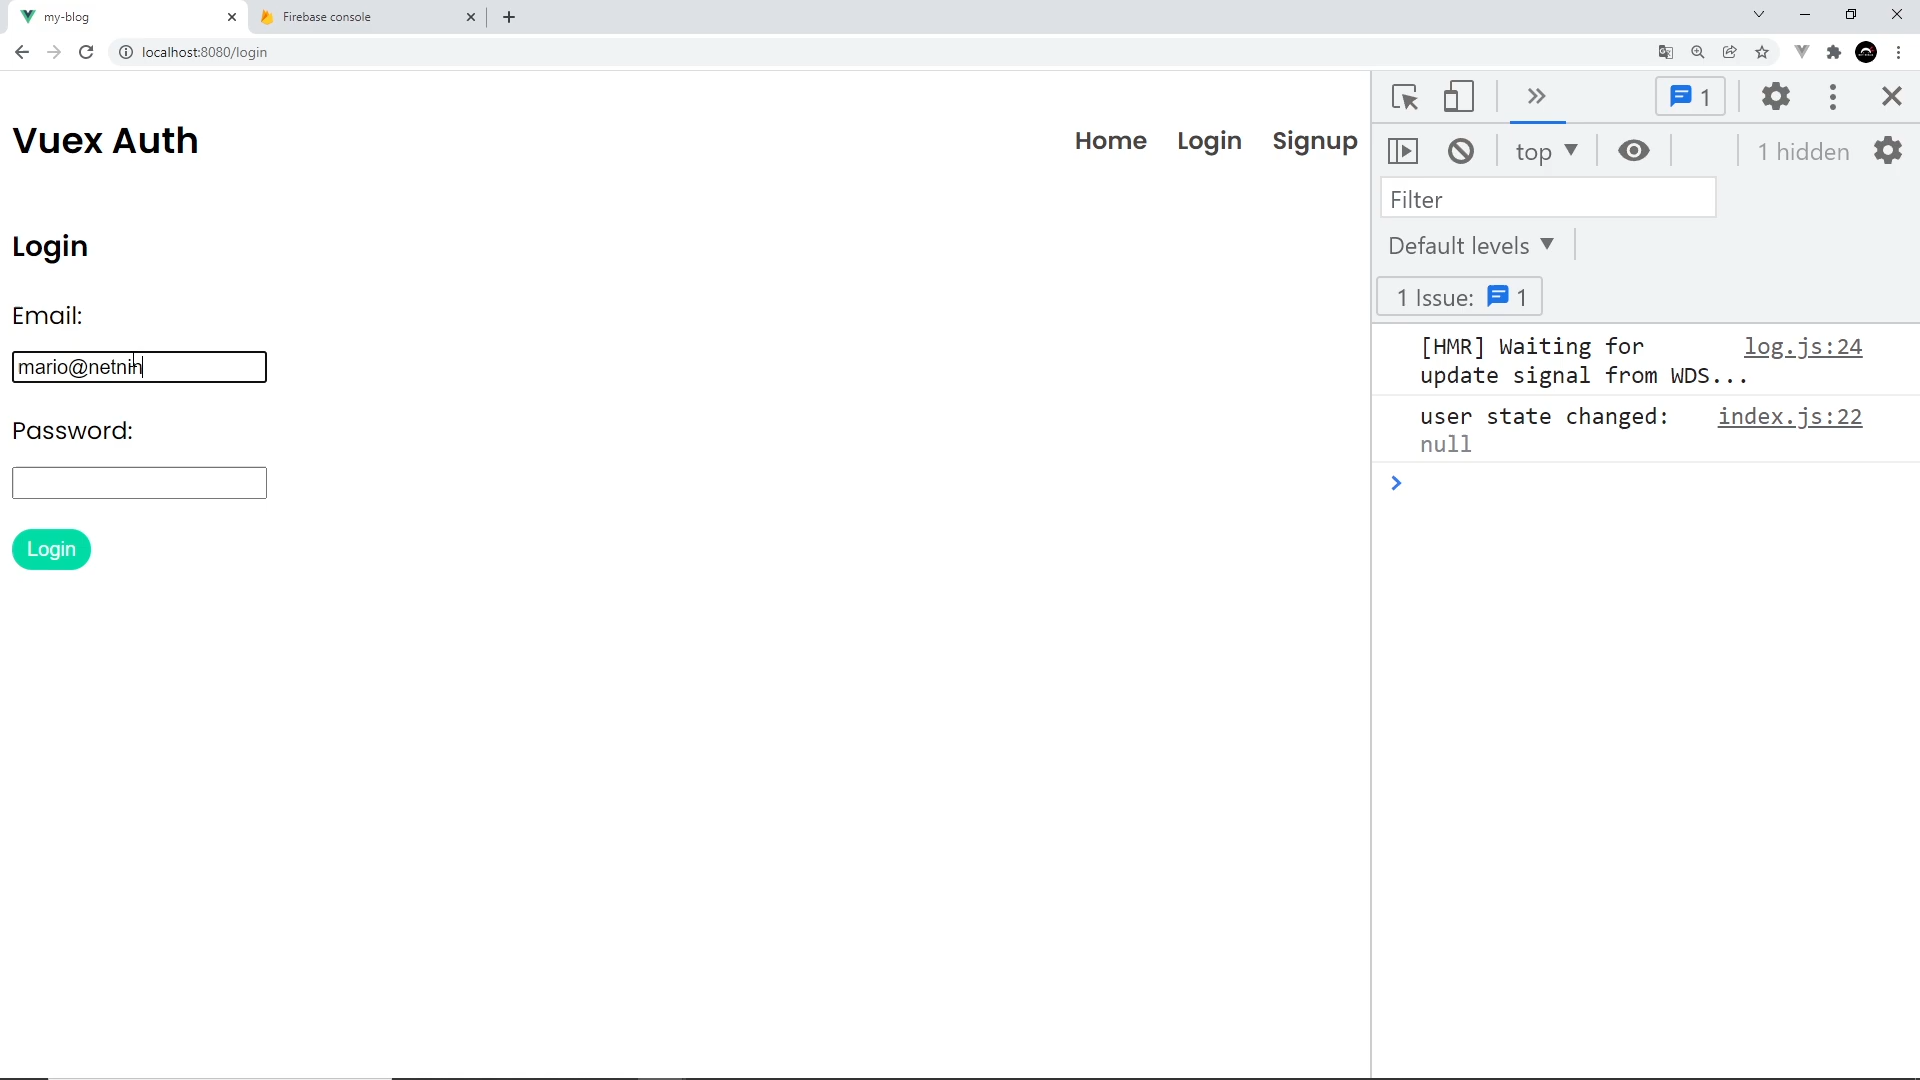 my-blog
Firebase console
localhost:8080/login
Vuex Auth
Home Login Signup
Login
Email:
mario@netnin
Password:
Login
1
top
1 hidden
Filter
Default levels
1 Issue: 1
[HMR] Waiting for log.js:24
update signal from WDS...
user state changed: index.js:22
null